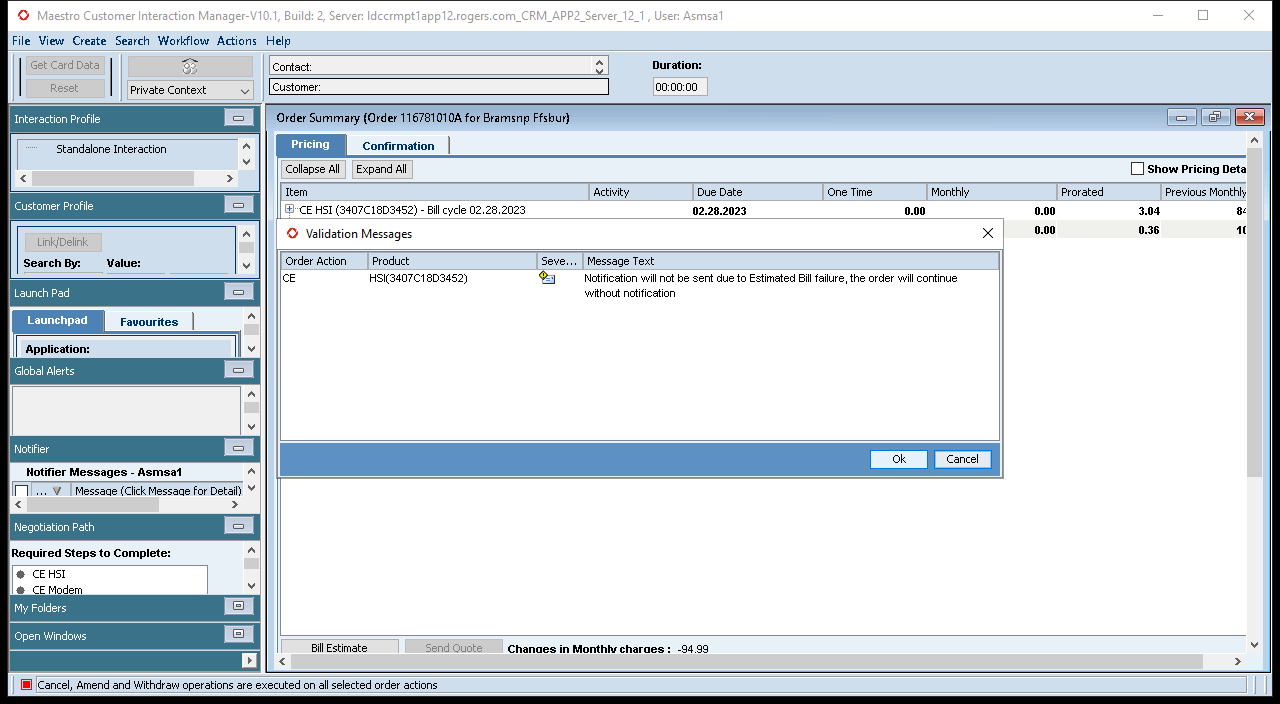 Maestro Customer Interaction Manager-V10.1, Build: 2, Server: ldccrmpt1app12.rogers.com_CRM_APP2_Server_12_1 , User: Asmsa1
File View Create Search Workflow Actions Help
Get Card Data
Reset
Private Context
Contact:
Customer:
Duration:
00:00:00
Interaction Profile
Standalone Interaction
Customer Profile
Link/Delink
Search By: Value:
Launch Pad
Launchpad Favourites
Application:
Global Alerts
Notifier
Notifier Messages - Asmsa1
... Message (Click Message for Detail)
Negotiation Path
Required Steps to Complete:
CE HSI
CE Modem
My Folders
Open Windows
Order Summary (Order 116781010A for Bramsnp Ffsbur)
Pricing Confirmation
Collapse All Expand All Show Pricing Deta
Item Activity Due Date One Time Monthly Prorated Previous Monthly
CE HSI (3407C18D3452) - Bill cycle 02.28.2023 02.28.2023 0.00 0.00 3.04 84
0.00 0.36 10
Validation Messages
Order Action Product Seve... Message Text
CE HSI(3407C18D3452) Notification will not be sent due to Estimated Bill failure, the order will continue
without notification
Ok Cancel
Bill Estimate Send Quote Changes in Monthly charges : -94.99
Cancel, Amend and Withdraw operations are executed on all selected order actions